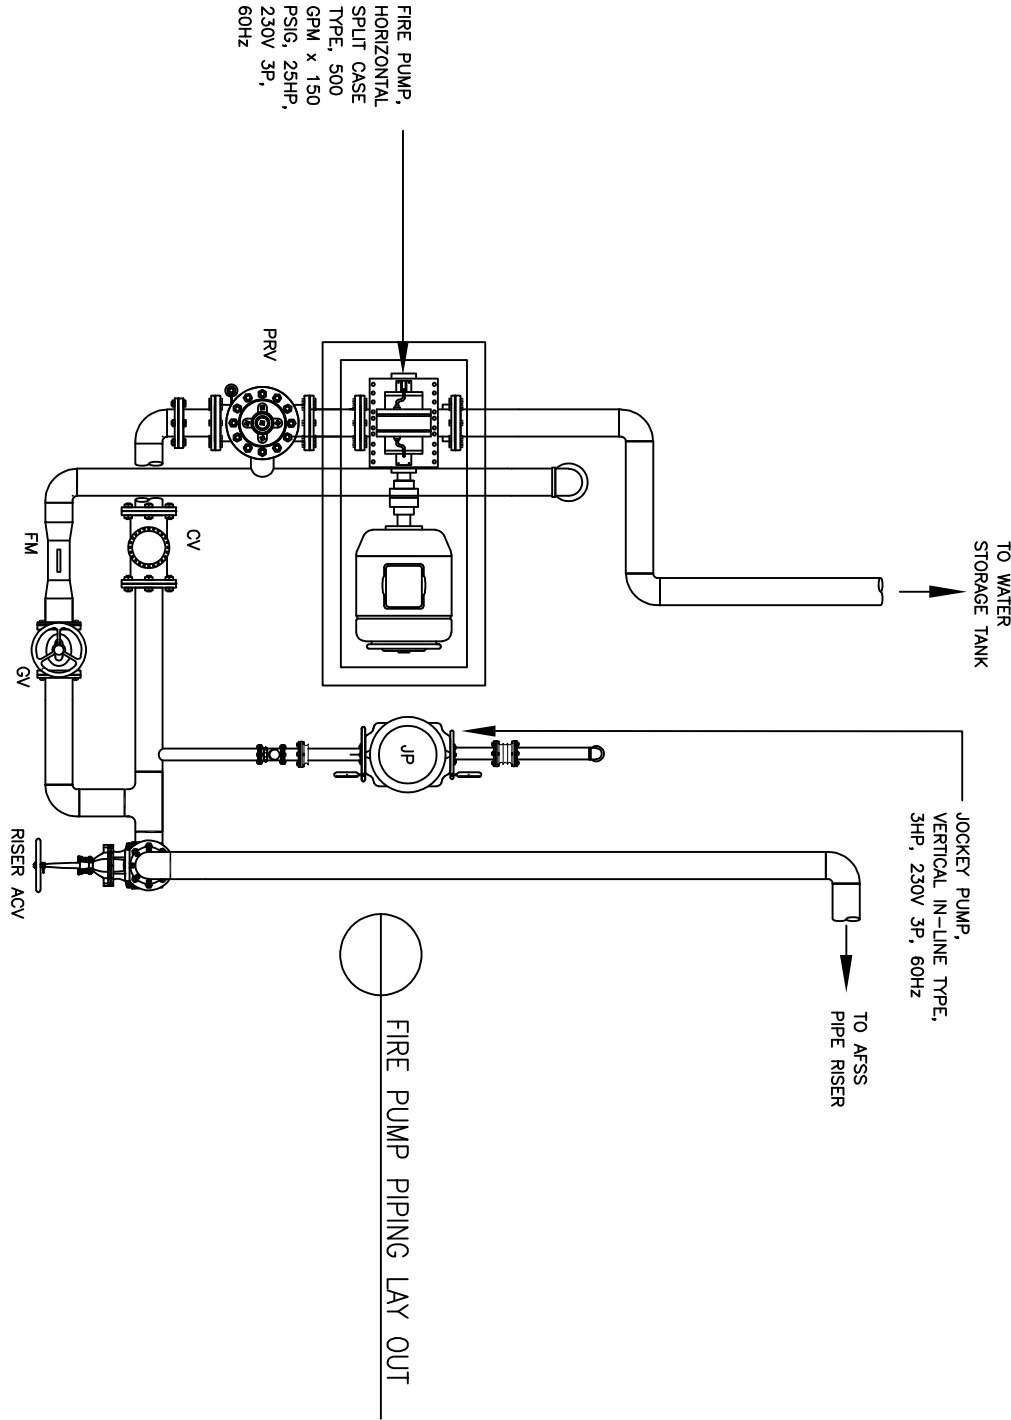 FIRE PUMP,
HORIZONTAL
SPLIT CASE
TYPE, 500
GPM x 150
PSIG, 25HP,
230V 3P,
60Hz
PRV
CV
FM
GV
TO WATER
STORAGE TANK
JP
JOCKEY PUMP,
VERTICAL IN-LINE TYPE,
3HP, 230V 3P, 60Hz
RISER ACV
TO AFSS
PIPE RISER
FIRE PUMP PIPING LAY OUT